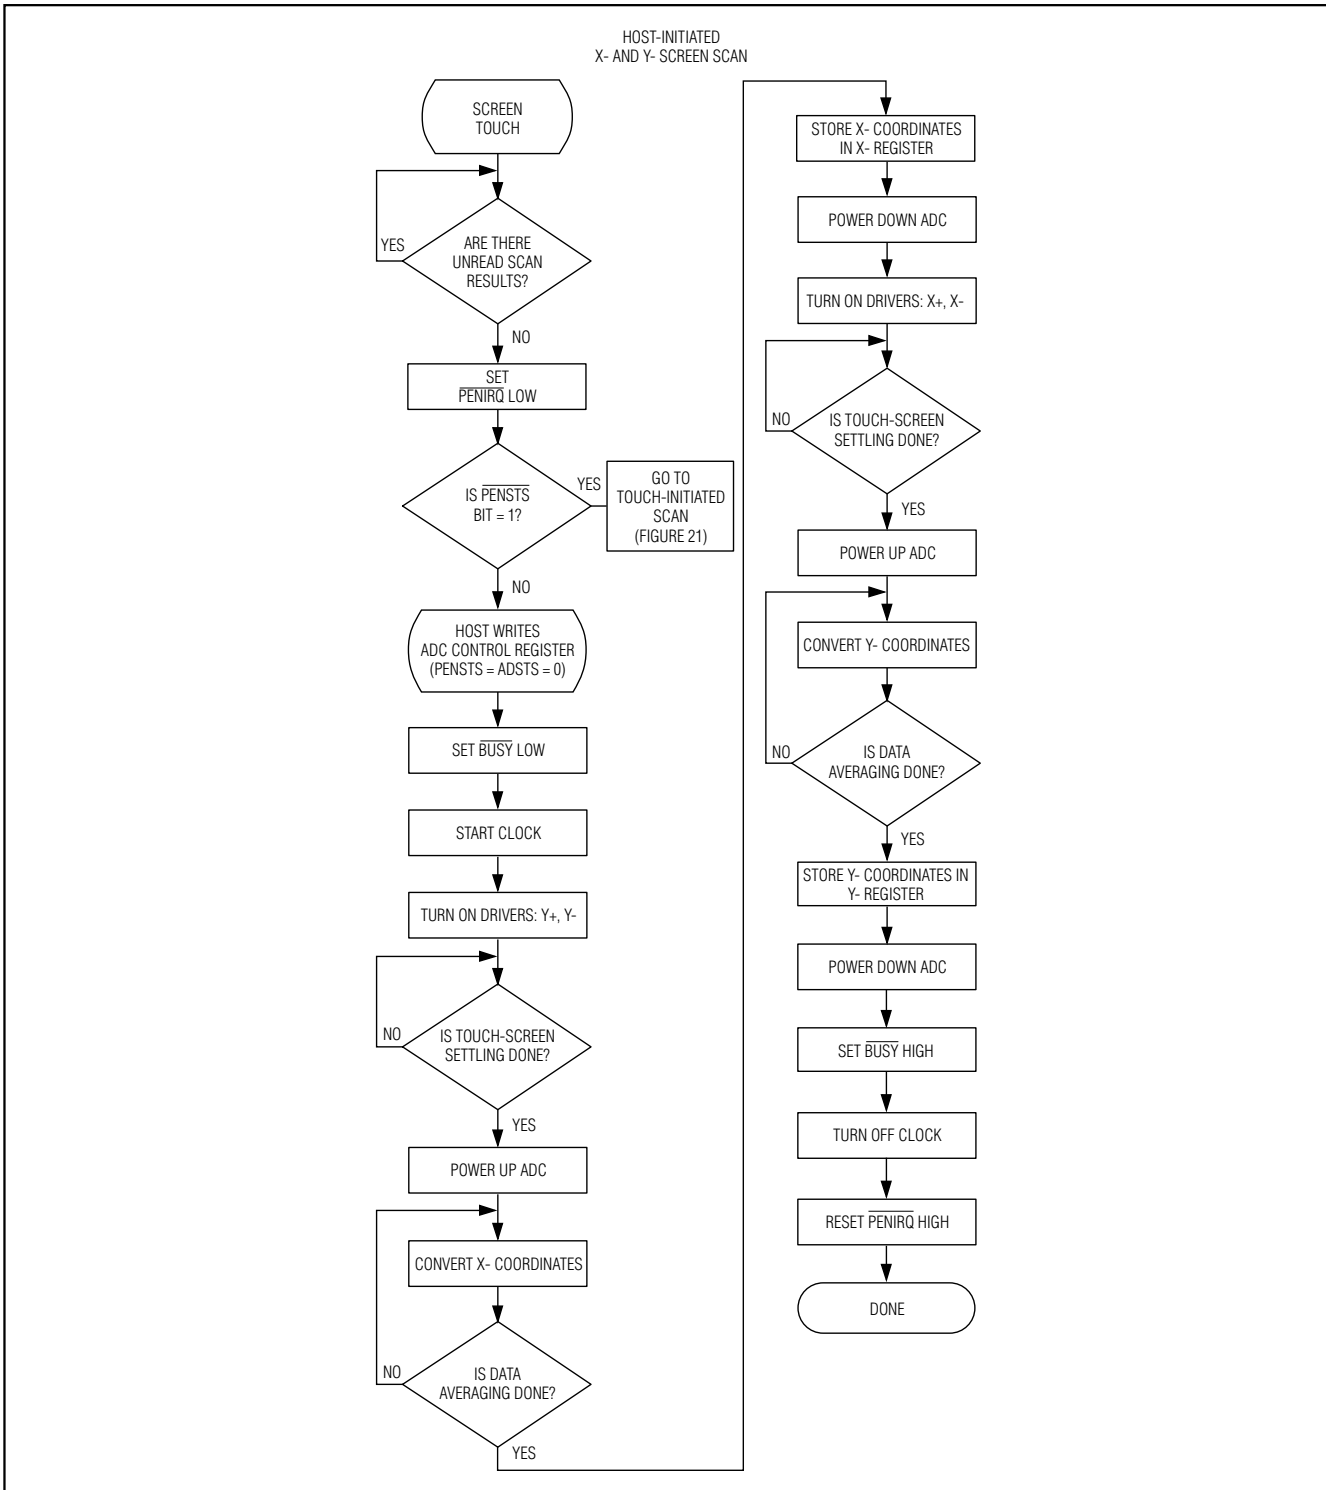 HOST-INITIATED
X- AND Y- SCREEN SCAN
SCREEN
TOUCH
YES
ARE THERE
UNREAD SCAN
RESULTS?
NO
SET
PENIRQ LOW
IS PENSTS
BIT = 1?
YES
GO TO
TOUCH-INITIATED
SCAN
(FIGURE 21)
NO
HOST WRITES
ADC CONTROL REGISTER
(PENSTS = ADSTS = 0)
SET BUSY LOW
START CLOCK
TURN ON DRIVERS: Y+, Y-
NO
IS TOUCH-SCREEN
SETTLING DONE?
YES
POWER UP ADC
CONVERT X- COORDINATES
NO
IS DATA
AVERAGING DONE?
YES
STORE X- COORDINATES
IN X- REGISTER
POWER DOWN ADC
TURN ON DRIVERS: X+, X-
NO
IS TOUCH-SCREEN
SETTLING DONE?
YES
POWER UP ADC
CONVERT Y- COORDINATES
NO
IS DATA
AVERAGING DONE?
YES
STORE Y- COORDINATES IN
Y- REGISTER
POWER DOWN ADC
SET BUSY HIGH
TURN OFF CLOCK
RESET PENIRQ HIGH
DONE